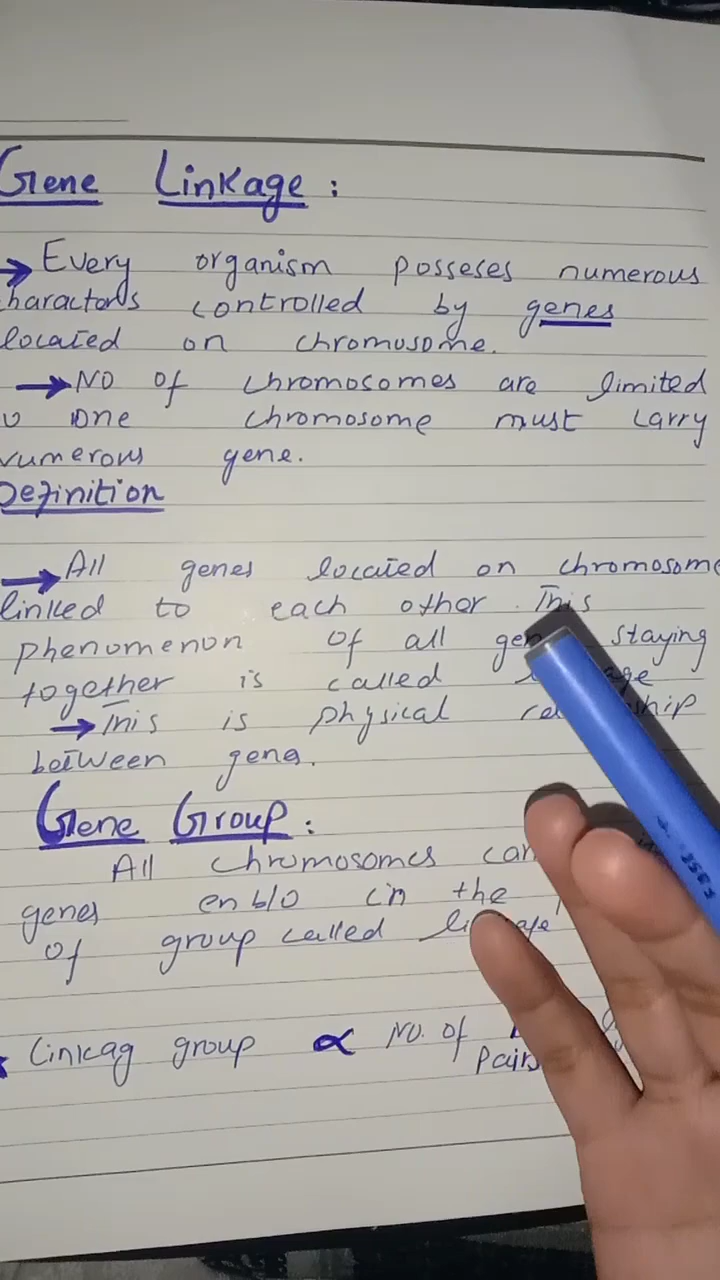 Gene Linkage :
→ Every organism posseses numerous
haractors controlled by genes
located on chromosome.
→ No of chromosomes are limited
one chromosome must carry
numerous gene.
Definition
→ All genes located on chromosome
linked to each other. This
phenomenon of all gen staying
together is called
→ This is physical
between gene.
Gene Group :
All chromosomes
genes enblo in the
of group called
Linkag group ∝ No. of
pairs